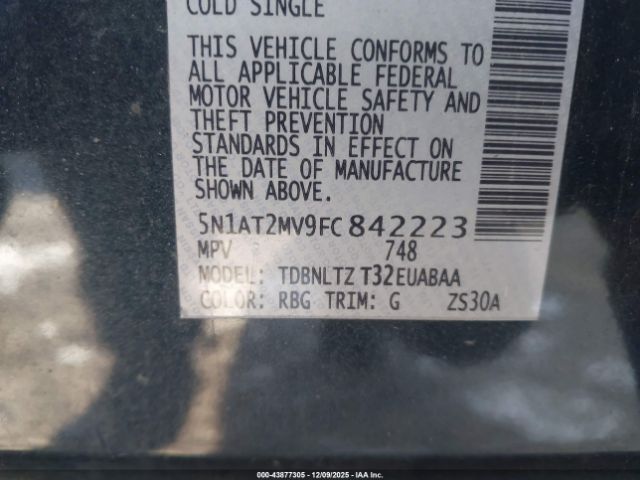 COLD SINGLE
THIS VEHICLE CONFORMS TO
ALL APPLICABLE FEDERAL
MOTOR VEHICLE SAFETY AND
THEFT PREVENTION
STANDARDS IN EFFECT ON
THE DATE OF MANUFACTURE
SHOWN ABOVE.
5N1AT2MV9FC842223
MPV 748
MODEL: TDBNLTZ T32EUABAA
COLOR: RBG TRIM: G ZS30A
000-43877305 - 12/09/2025 - IAA Inc.